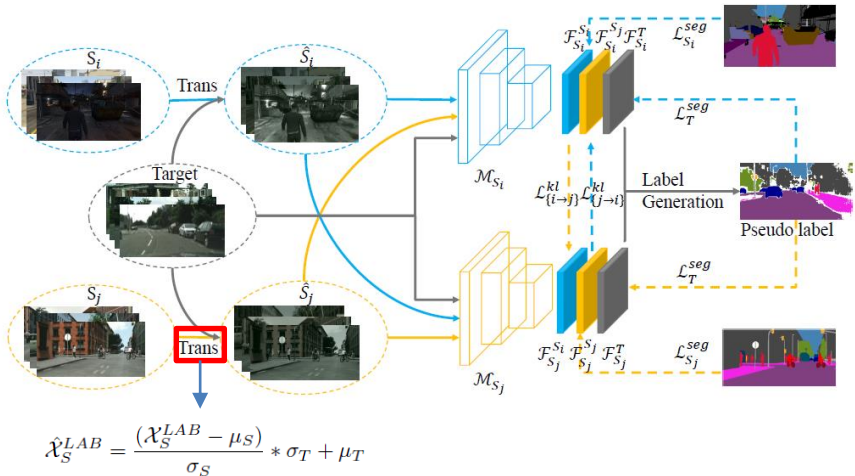 S_i
Ŝ_i
Trans
Target
S_j
Ŝ_j
Trans
M_{S_i}
M_{S_j}
F_{S_i}^{S_i} F_{S_i}^{S_j} F_{S_i}^{T}
L_{S_i}^{seg}
L_T^{seg}
L_{\{i→j\}}^{kl} L_{\{j→i\}}^{kl}
Label
Generation
Pseudo label
L_T^{seg}
F_{S_j}^{S_i} F_{S_j}^{S_j} F_{S_j}^{T}
L_{S_j}^{seg}
X̂_S^{LAB} = (X_S^{LAB} − μ_S) / σ_S * σ_T + μ_T